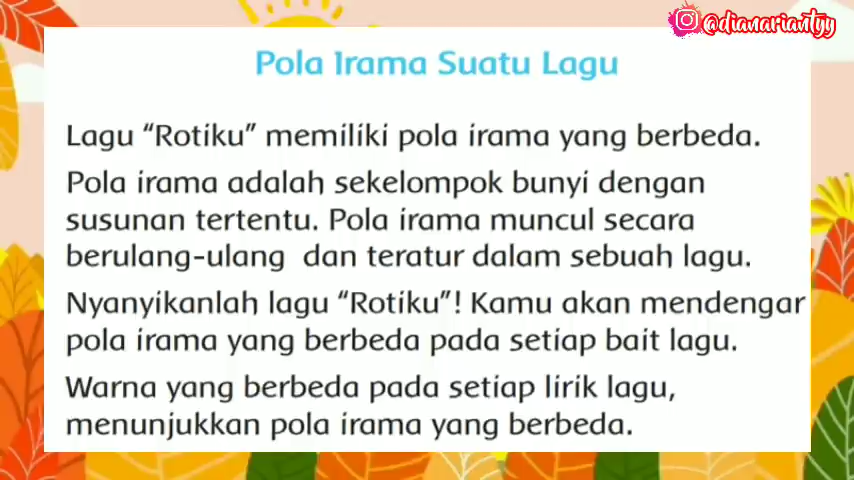 @dianariantyy
Pola Irama Suatu Lagu
Lagu “Rotiku” memiliki pola irama yang berbeda.
Pola irama adalah sekelompok bunyi dengan
susunan tertentu. Pola irama muncul secara
berulang-ulang dan teratur dalam sebuah lagu.
Nyanyikanlah lagu “Rotiku”! Kamu akan mendengar
pola irama yang berbeda pada setiap bait lagu.
Warna yang berbeda pada setiap lirik lagu,
menunjukkan pola irama yang berbeda.